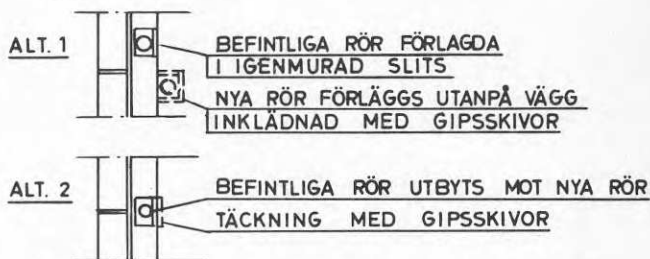 ALT. 1
BEFINTLIGA RÖR FÖRLAGDA
I IGENMURAD SLITS
NYA RÖR FÖRLÄGGS UTANPÅ VÄGG
INKLÄDNAD MED GIPSSKIVOR
ALT. 2
BEFINTLIGA RÖR UTBYTS MOT NYA RÖR
TÄCKNING MED GIPSSKIVOR